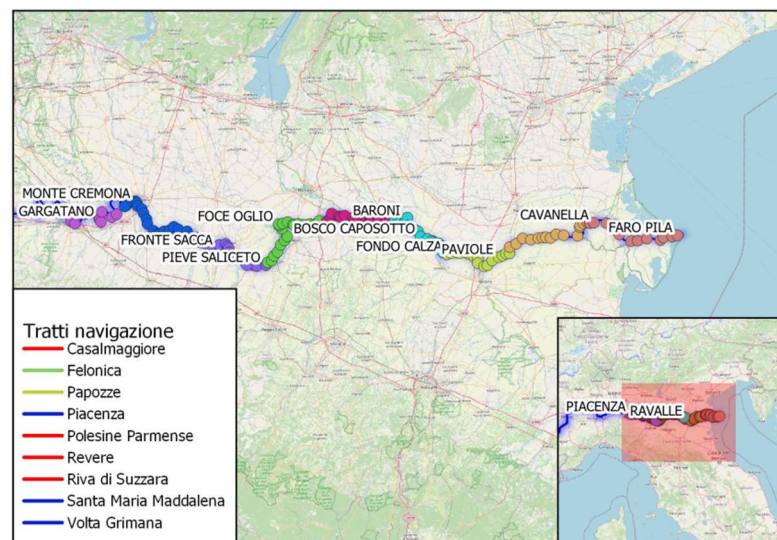 MONTE CREMONA
GARGATANO
FRONTE SACCA
PIEVE SALICETO
FOCE OGLIO
BARONI
BOSCO CAPOSOTTO
FONDO CALZA
PAVIOLE
CAVANELLA
FARO PILA
Tratti navigazione
Casalmaggiore
Felonica
Papozze
Piacenza
Polesine Parmense
Revere
Riva di Suzzara
Santa Maria Maddalena
Volta Grimana
PIACENZA
RAVALLE